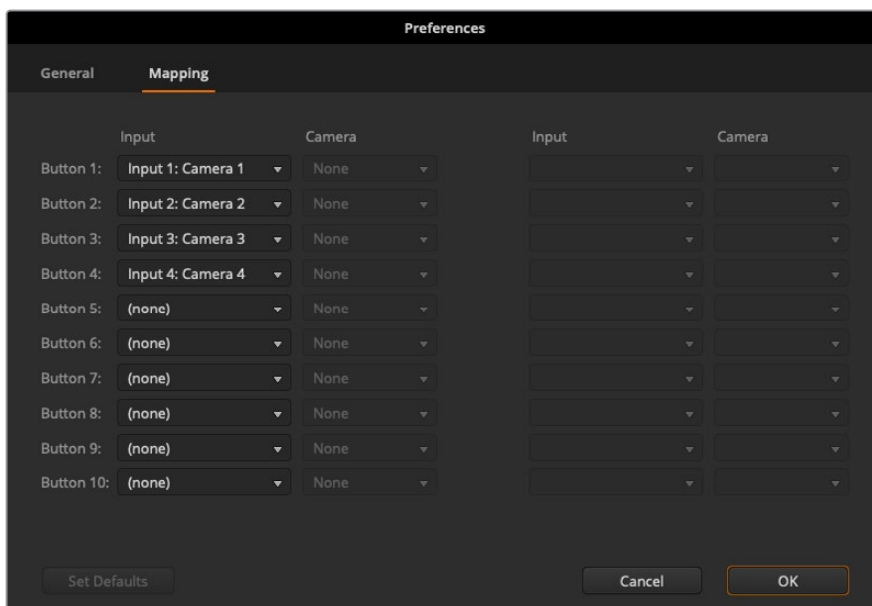 Preferences
General Mapping
Input Camera Input Camera
Button 1: Input 1: Camera 1 None
Button 2: Input 2: Camera 2 None
Button 3: Input 3: Camera 3 None
Button 4: Input 4: Camera 4 None
Button 5: (none) None
Button 6: (none) None
Button 7: (none) None
Button 8: (none) None
Button 9: (none) None
Button 10: (none) None
Set Defaults Cancel OK